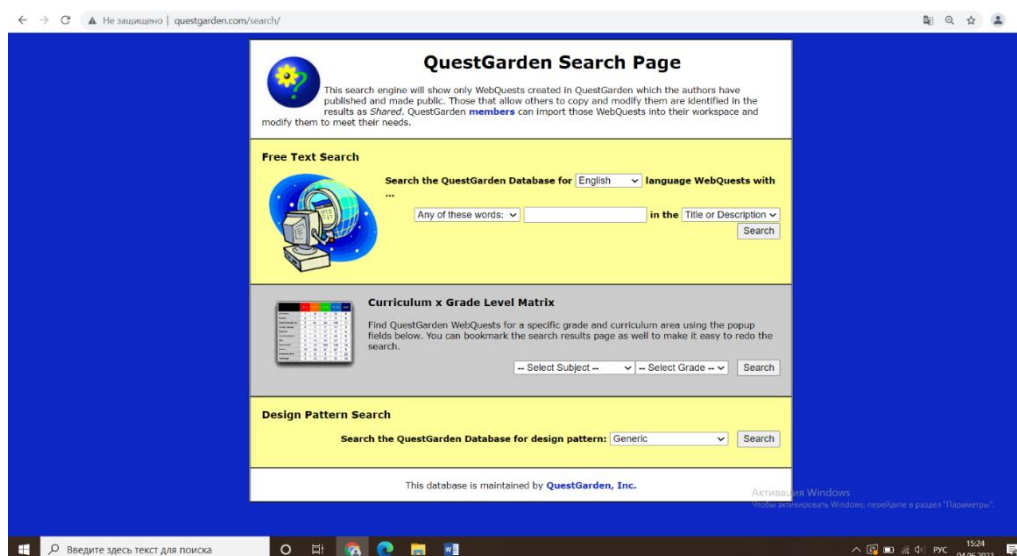 Не защищено | questgarden.com/search/
QuestGarden Search Page
This search engine will show only WebQuests created in QuestGarden which the authors have
published and made public. Those that allow others to copy and modify them are identified in the
results as Shared. QuestGarden members can import those WebQuests into their workspace and
modify them to meet their needs.
Free Text Search
Search the QuestGarden Database for English language WebQuests with
...
Any of these words: in the Title or Description
Search
Curriculum x Grade Level Matrix
Find QuestGarden WebQuests for a specific grade and curriculum area using the popup
fields below. You can bookmark the search results page as well to make it easy to redo the
search.
-- Select Subject -- -- Select Grade -- Search
Design Pattern Search
Search the QuestGarden Database for design pattern: Generic Search
This database is maintained by QuestGarden, Inc.
Активация Windows
Чтобы активировать Windows, перейдите в раздел "Параметры".
Введите здесь текст для поиска
РУС
15:24
04.06.2021